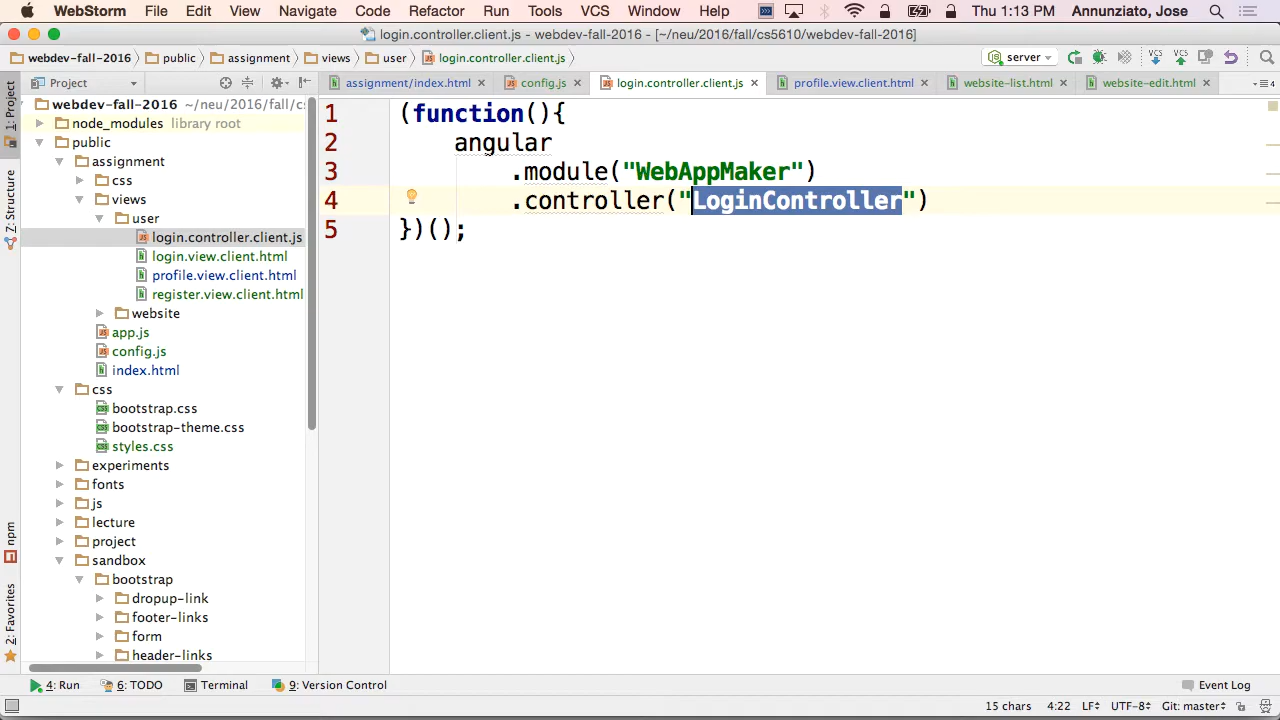 WebStorm File Edit View Navigate Code Refactor Run Tools VCS Window Help Thu 1:13 PM Annunziato, Jose
login.controller.client.js - webdev-fall-2016 - [~/neu/2016/fall/cs5610/webdev-fall-2016]
webdev-fall-2016 public assignment views user login.controller.client.js server VCS VCS
Project assignment/index.html config.js login.controller.client.js profile.view.client.html website-list.html website-edit.html 4
1: Project
Z: Structure
npm
2: Favorites
webdev-fall-2016 ~/neu/2016/fall/cs
node_modules library root
public
assignment
css
views
user
login.controller.client.js
login.view.client.html
profile.view.client.html
register.view.client.html
website
app.js
config.js
index.html
css
bootstrap.css
bootstrap-theme.css
styles.css
experiments
fonts
js
lecture
project
sandbox
bootstrap
dropup-link
footer-links
form
header-links
1 (function(){
2 angular
3 .module("WebAppMaker")
4 .controller("LoginController")
5 })();
4: Run 6: TODO Terminal 9: Version Control Event Log
15 chars 4:22 LF UTF-8 Git: master